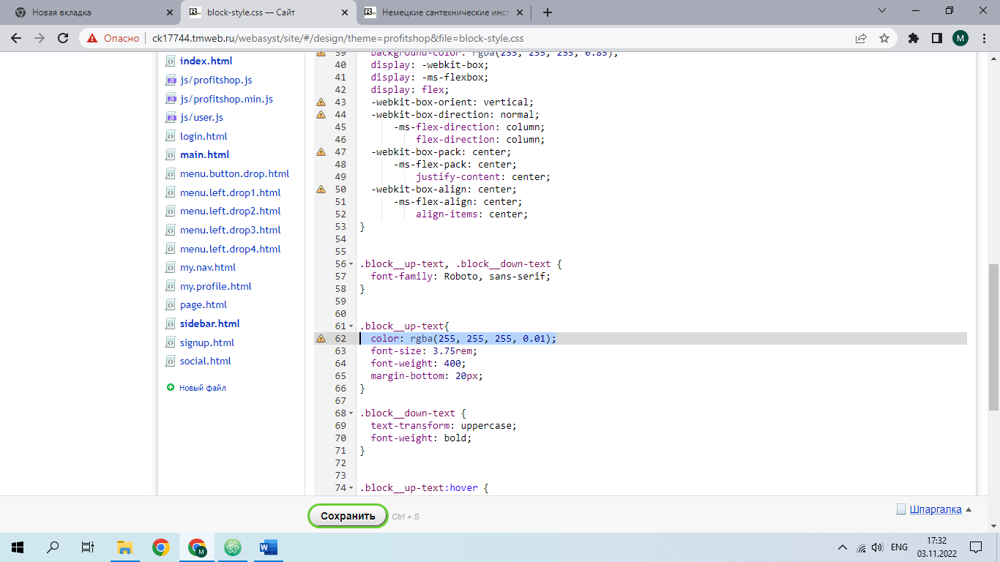 Новая вкладка
block-style.css — Сайт
Немецкие сантехнические инст
Опасно
ck17744.tmweb.ru/webasyst/site/#/design/theme=profitshop&file=block-style.css
M
index.html
js/profitshop.js
js/profitshop.min.js
js/user.js
login.html
main.html
menu.button.drop.html
menu.left.drop1.html
menu.left.drop2.html
menu.left.drop3.html
menu.left.drop4.html
my.nav.html
my.profile.html
page.html
sidebar.html
signup.html
social.html
Новый файл
39 background-color: rgba(255, 255, 255, 0.85);
40 display: -webkit-box;
41 display: -ms-flexbox;
42 display: flex;
43 -webkit-box-orient: vertical;
44 -webkit-box-direction: normal;
45 -ms-flex-direction: column;
46 flex-direction: column;
47 -webkit-box-pack: center;
48 -ms-flex-pack: center;
49 justify-content: center;
50 -webkit-box-align: center;
51 -ms-flex-align: center;
52 align-items: center;
53 }
54
55
56 .block__up-text, .block__down-text {
57 font-family: Roboto, sans-serif;
58 }
59
60
61 .block__up-text{
62 color: rgba(255, 255, 255, 0.01);
63 font-size: 3.75rem;
64 font-weight: 400;
65 margin-bottom: 20px;
66 }
67
68 .block__down-text {
69 text-transform: uppercase;
70 font-weight: bold;
71 }
72
73
74 .block__up-text:hover {
Сохранить
Ctrl + S
Шпаргалка
M
W
ENG
17:32
03.11.2022